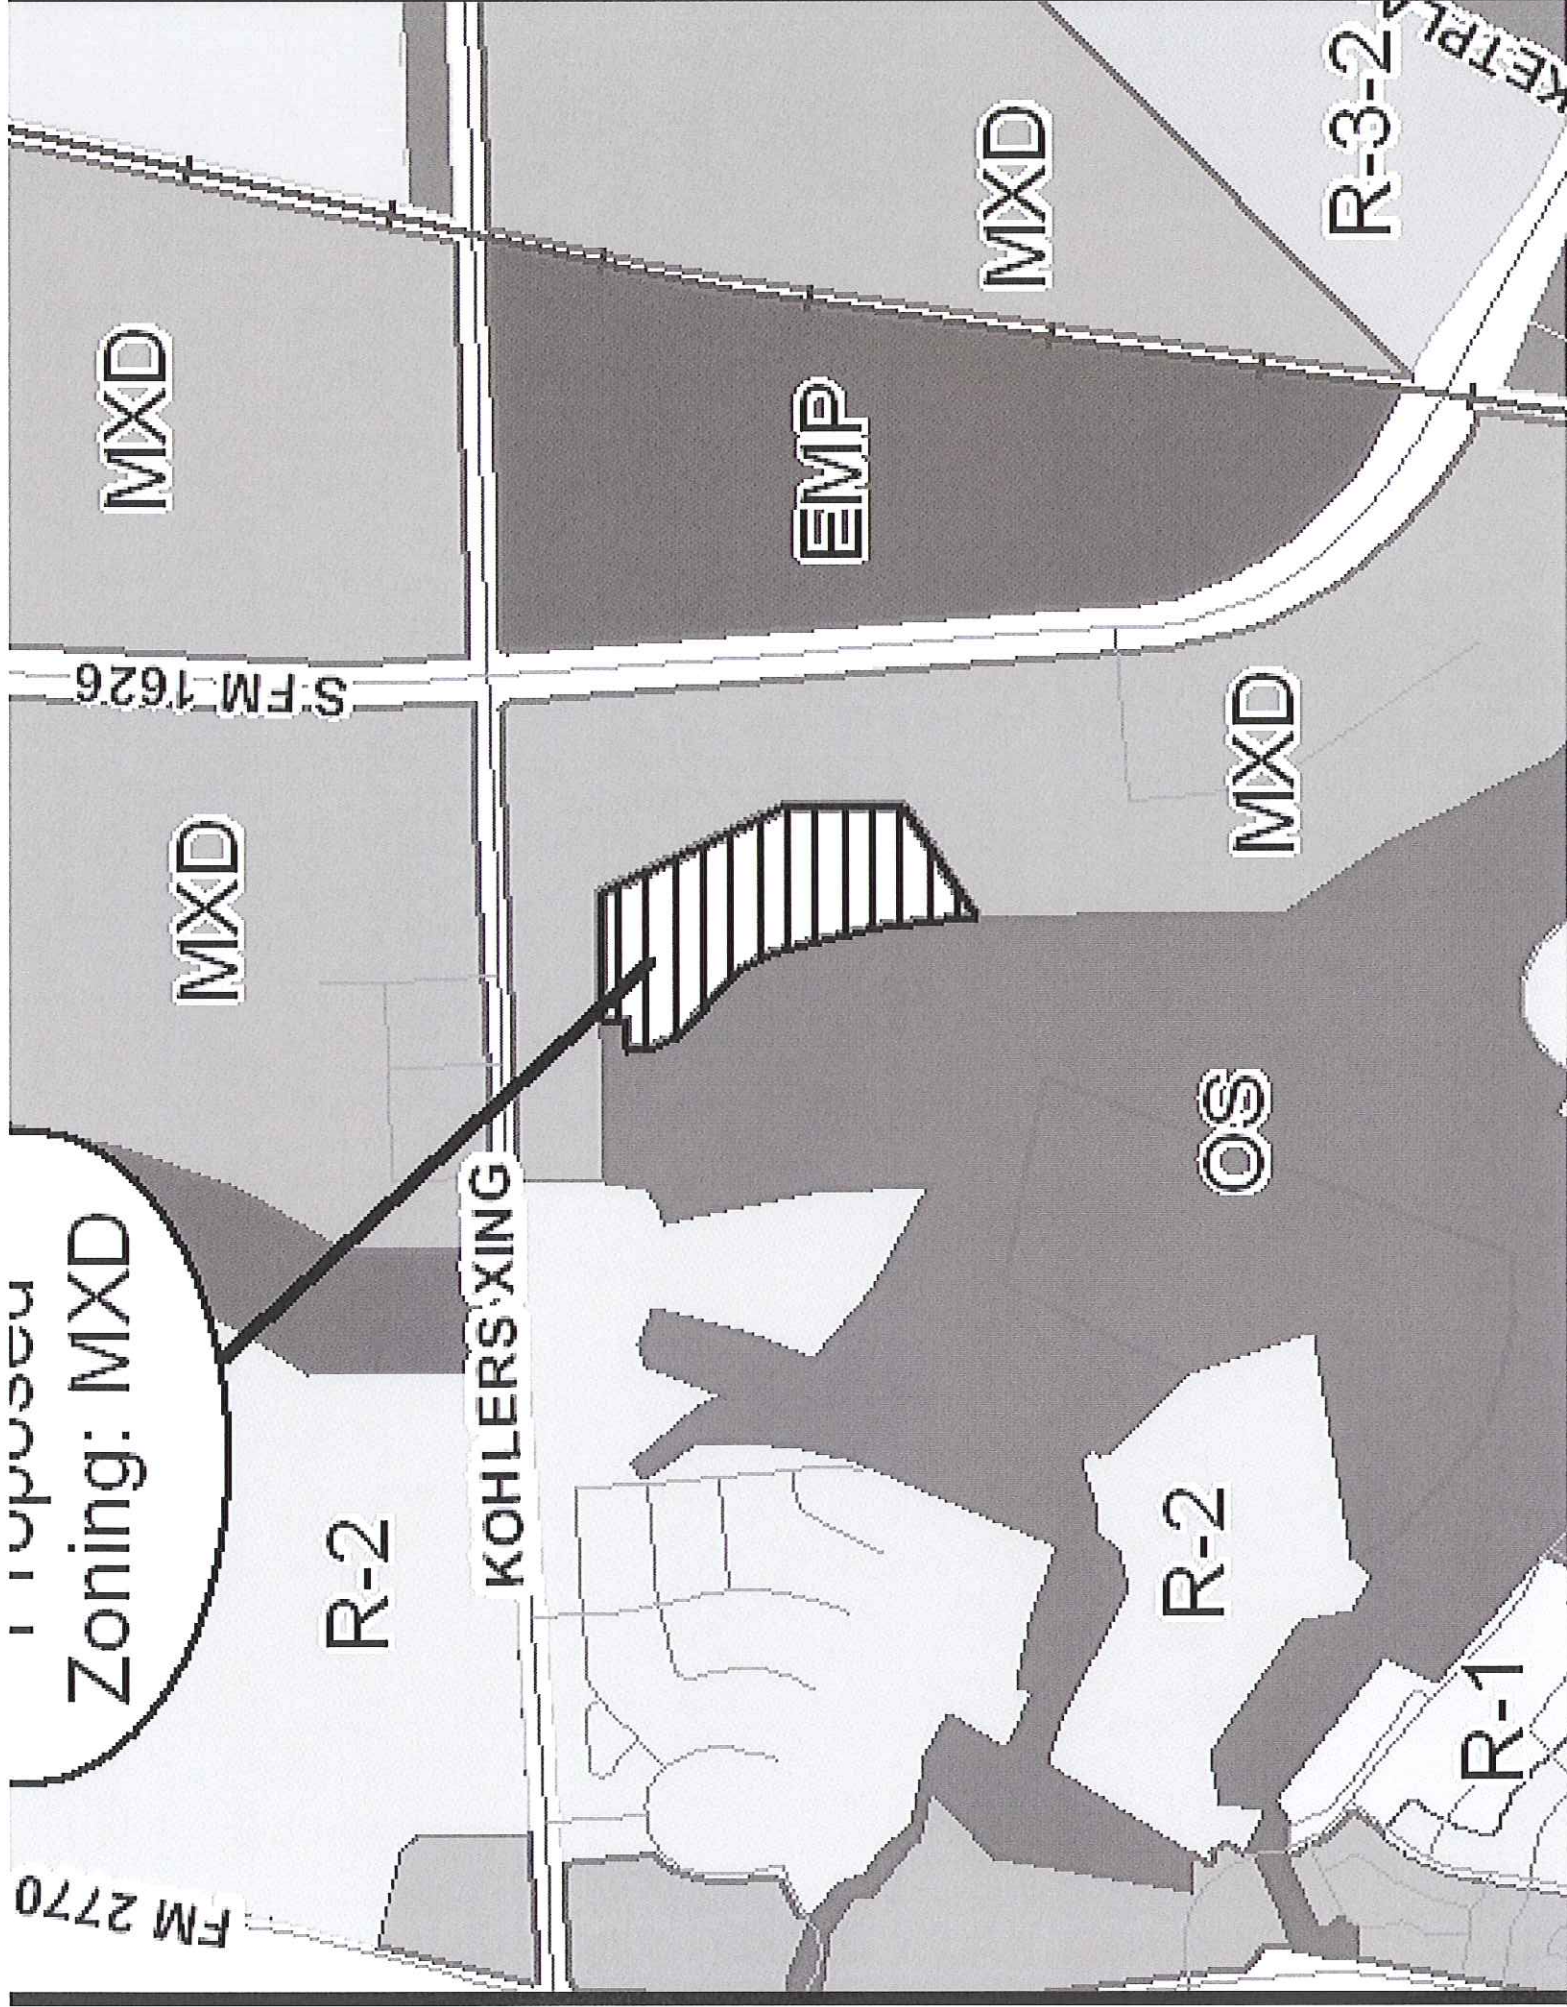 Proposed
Zoning: MXD
FM 2770
MXD
MXD
S FM 1626
R-2
KOHLERS XING
EMP
MXD
R-2
OS
MXD
R-3-2
R-1